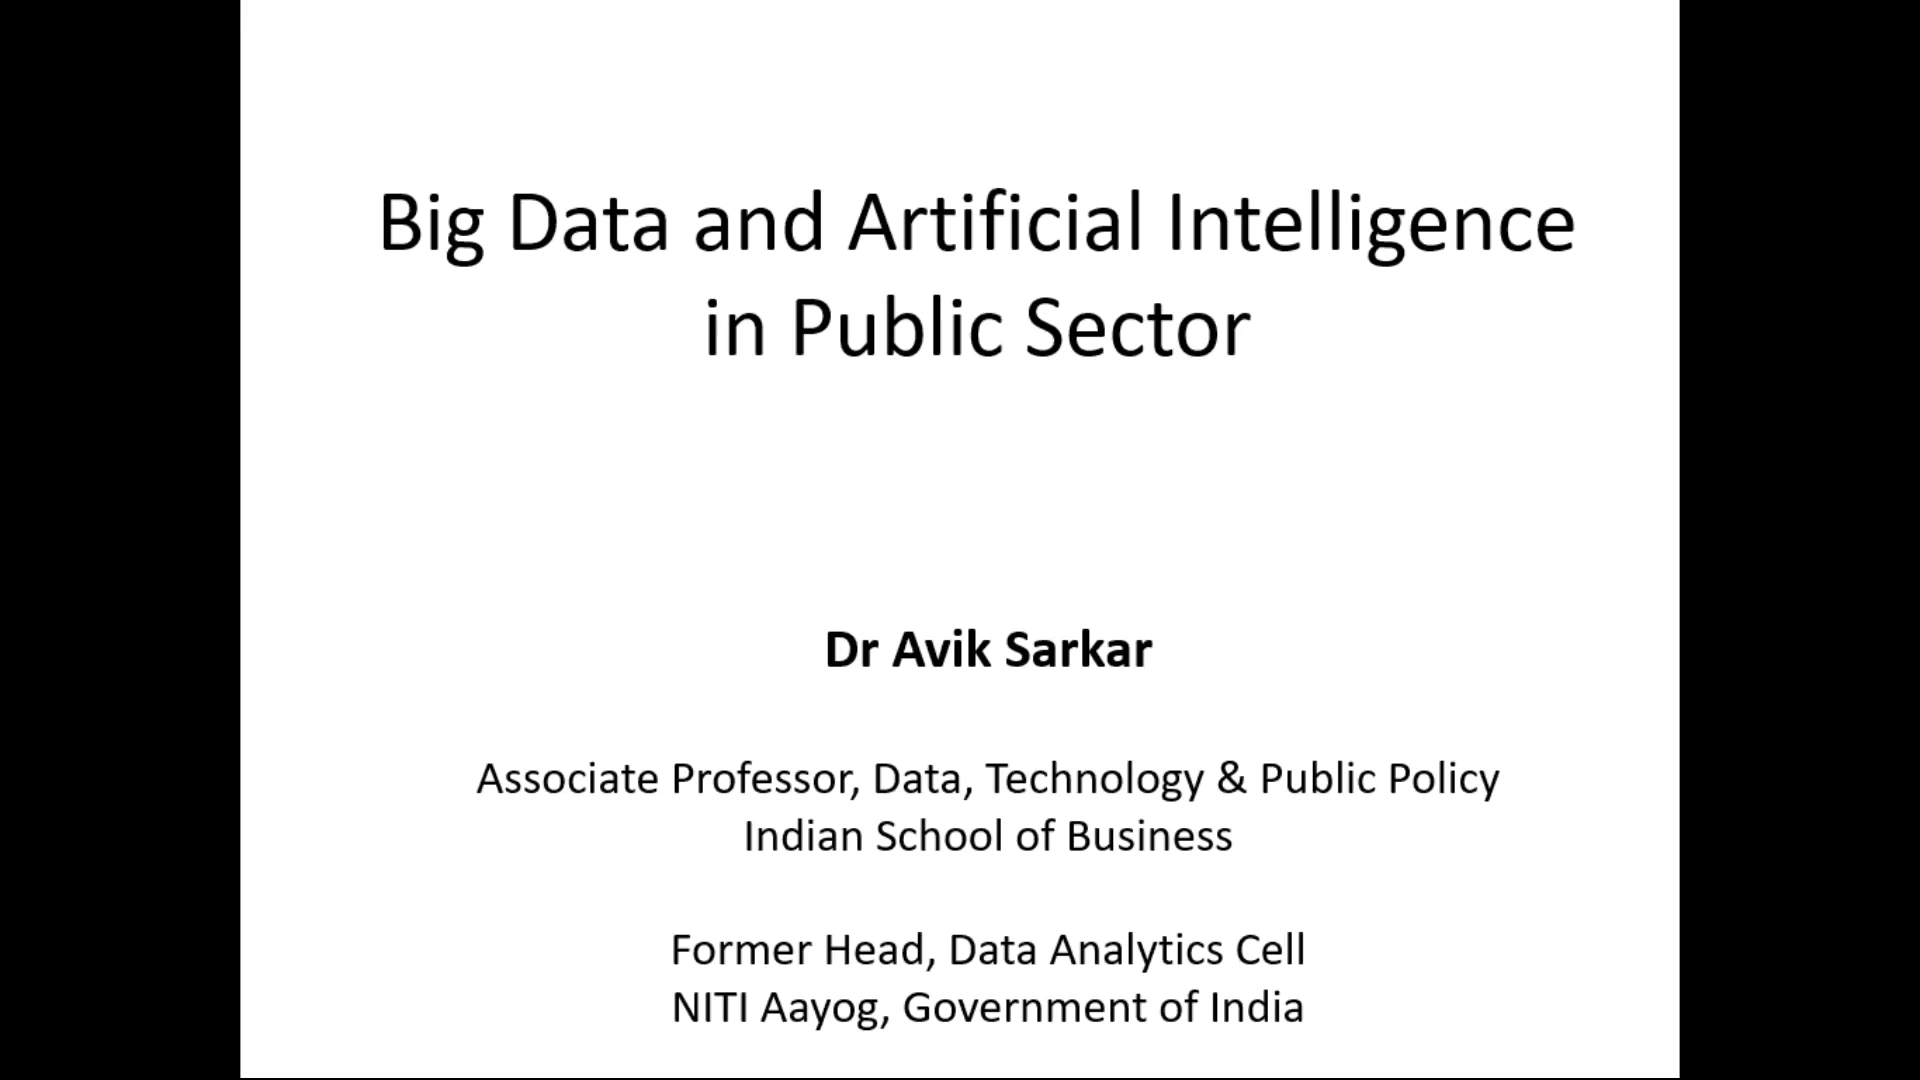 Big Data and Artificial Intelligence
in Public Sector
Dr Avik Sarkar
Associate Professor, Data, Technology & Public Policy
Indian School of Business
Former Head, Data Analytics Cell
NITI Aayog, Government of India